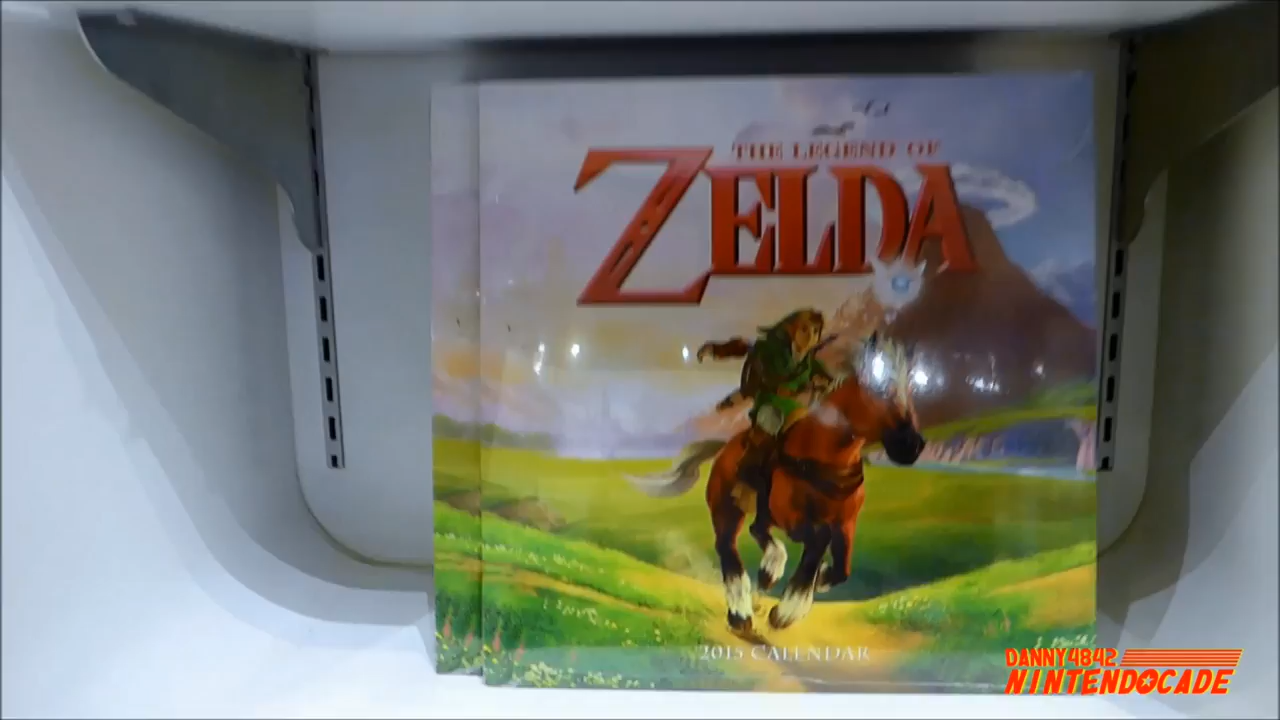 THE LEGEND OF
ZELDA
2015 CALENDAR
DANNY4842
NINTENDOCADE